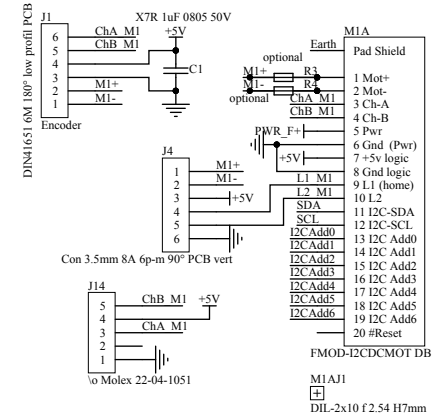 DIN41651 6M 180° low profil PCB
J1
6
5
4
3
2
1
ChA_M1
ChB_M1
M1+
M1-
Encoder
X7R 1uF 0805 50V
+5V
C1
J4
1
2
3
4
5
6
M1+
M1-
+5V
L1_M1
L2_M1
Con 3.5mm 8A 6p-m 90° PCB vert
J14
5
4
3
2
1
ChB_M1
+5V
ChA_M1
\o Molex 22-04-1051
M1A
Earth
Pad Shield
optional
M1+
R3
M1-
R4
optional
ChA_M1
ChB_M1
PWR_F+
+5V
SDA
SCL
I2CAdd0
I2CAdd1
I2CAdd2
I2CAdd3
I2CAdd4
I2CAdd5
I2CAdd6
1 Mot+
2 Mot-
3 Ch-A
4 Ch-B
5 Pwr
6 Gnd (Pwr)
7 +5v logic
8 Gnd logic
9 L1 (home)
10 L2
11 I2C-SDA
12 I2C-SCL
13 I2C Add0
14 I2C Add1
15 I2C Add2
16 I2C Add3
17 I2C Add4
18 I2C Add5
19 I2C Add6
20 #Reset
FMOD-I2CDCMOT DB
M1AJ1
DIL-2x10 f 2.54 H7mm